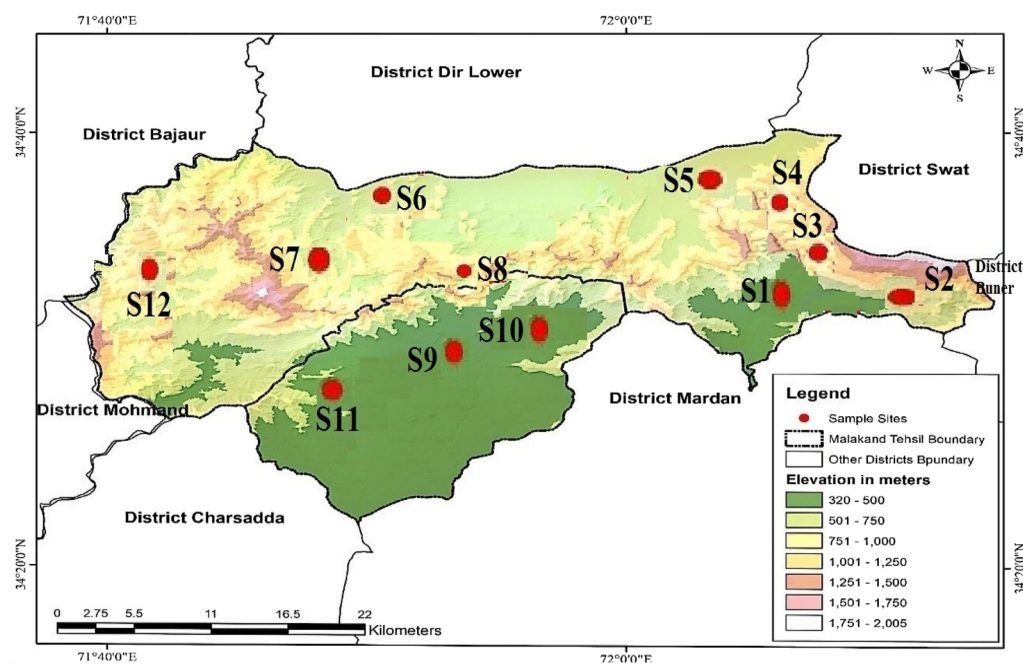 71°40'0"E
72°0'0"E
N
W
E
S
District Dir Lower
34°40'0"N
34°40'0"N
District Bajaur
District Swat
S5
S4
S6
S3
S7
S8
S12
S1
S2
District
Buner
S10
S9
S11
District Mohmand
District Mardan
District Charsadda
34°20'0"N
34°20'0"N
Legend
Sample Sites
Malakand Tehsil Boundary
Other Districts Bpundary
Elevation in meters
320 - 500
501 - 750
751 - 1,000
1,001 - 1,250
1,251 - 1,500
1,501 - 1,750
1,751 - 2,005
0 2.75 5.5 11 16.5 22
Kilometers
71°40'0"E
72°0'0"E